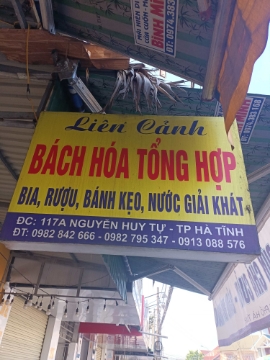 Liên Cảnh
BÁCH HÓA TỔNG HỢP
BIA, RƯỢU, BÁNH KẸO, NƯỚC GIẢI KHÁT
ĐC: 117A NGUYỄN HUY TỰ - TP HÀ TĨNH
ĐT: 0982 842 666 - 0982 795 347 - 0913 088 576